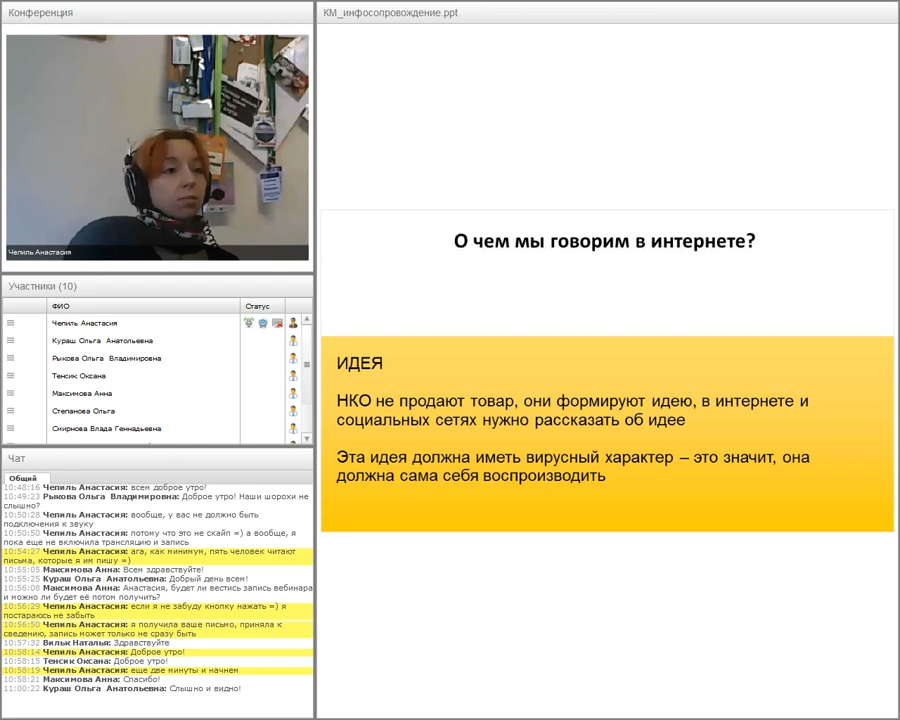 Конференция
Чепиль Анастасия
Участники (10)
ФИО
Статус
Чепиль Анастасия
Кураш Ольга Анатольевна
Рыкова Ольга Владимировна
Тенсик Оксана
Максимова Анна
Степанова Ольга
Смирнова Влада Геннадьевна
Чат
Общий
10:48:16 Чепиль Анастасия: всем доброе утро!
10:49:23 Рыкова Ольга Владимировна: Доброе утро! Наши шорохи не
слышно?
10:50:28 Чепиль Анастасия: вообще, у вас не должно быть
подключения к звуку
10:50:50 Чепиль Анастасия: потому что это не скайп =) а вообще, я
пока еще не включила трансляцию и запись
10:54:27 Чепиль Анастасия: ага, как минимум, пять человек читают
письма, которые я им пишу =)
10:55:05 Максимова Анна: Всем здравствуйте!
10:55:25 Кураш Ольга Анатольевна: Добрый день всем!
10:56:08 Максимова Анна: Анастасия, будет ли вестись запись вебинара
и можно ли будет её потом получить?
10:56:29 Чепиль Анастасия: если я не забуду кнопку нажать =) я
постараюсь не забыть
10:56:50 Чепиль Анастасия: я получила ваше письмо, приняла к
сведению, запись может только не сразу быть
10:57:32 Вильк Наталья: Здравствуйте
10:58:14 Чепиль Анастасия: Доброе утро!
10:58:15 Тенсик Оксана: Доброе утро!
10:58:19 Чепиль Анастасия: еще две минуты и начнем
10:58:21 Максимова Анна: Спасибо!
11:00:22 Кураш Ольга Анатольевна: Слышно и видно!
КМ_инфосопровождение.ppt
О чем мы говорим в интернете?
ИДЕЯ
НКО не продают товар, они формируют идею, в интернете и
социальных сетях нужно рассказать об идее
Эта идея должна иметь вирусный характер – это значит, она
должна сама себя воспроизводить